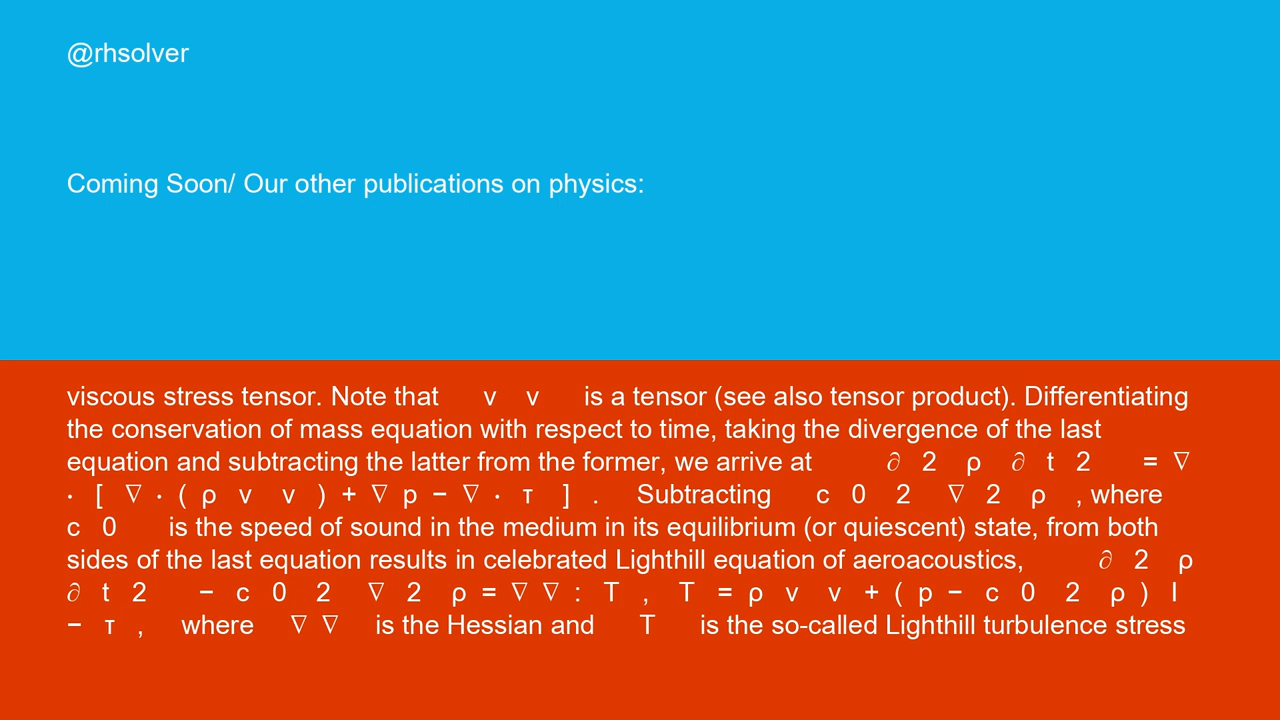 @rhsolver
Coming Soon/ Our other publications on physics:
viscous stress tensor. Note that v v is a tensor (see also tensor product). Differentiating
the conservation of mass equation with respect to time, taking the divergence of the last
equation and subtracting the latter from the former, we arrive at ∂ 2 ρ ∂ t 2 = ∇
⋅ [ ∇ ⋅ ( ρ v v ) + ∇ p − ∇ ⋅ τ ] . Subtracting c 0 2 ∇ 2 ρ , where
c 0 is the speed of sound in the medium in its equilibrium (or quiescent) state, from both
sides of the last equation results in celebrated Lighthill equation of aeroacoustics, ∂ 2 ρ
∂ t 2 − c 0 2 ∇ 2 ρ = ∇ ∇ : T , T = ρ v v + ( p − c 0 2 ρ ) I
− τ , where ∇ ∇ is the Hessian and T is the so-called Lighthill turbulence stress